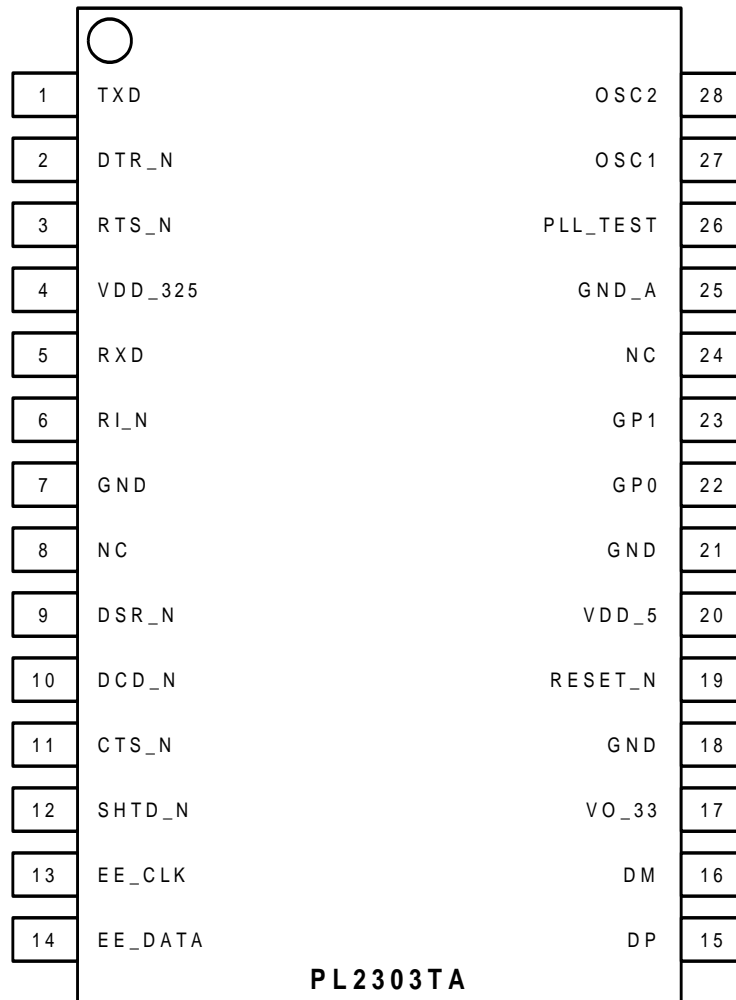 1 TXD OSC2 28
2 DTR_N OSC1 27
3 RTS_N PLL_TEST 26
4 VDD_325 GND_A 25
5 RXD NC 24
6 RI_N GP1 23
7 GND GP0 22
8 NC GND 21
9 DSR_N VDD_5 20
10 DCD_N RESET_N 19
11 CTS_N GND 18
12 SHTD_N VO_33 17
13 EE_CLK DM 16
14 EE_DATA DP 15
PL2303TA